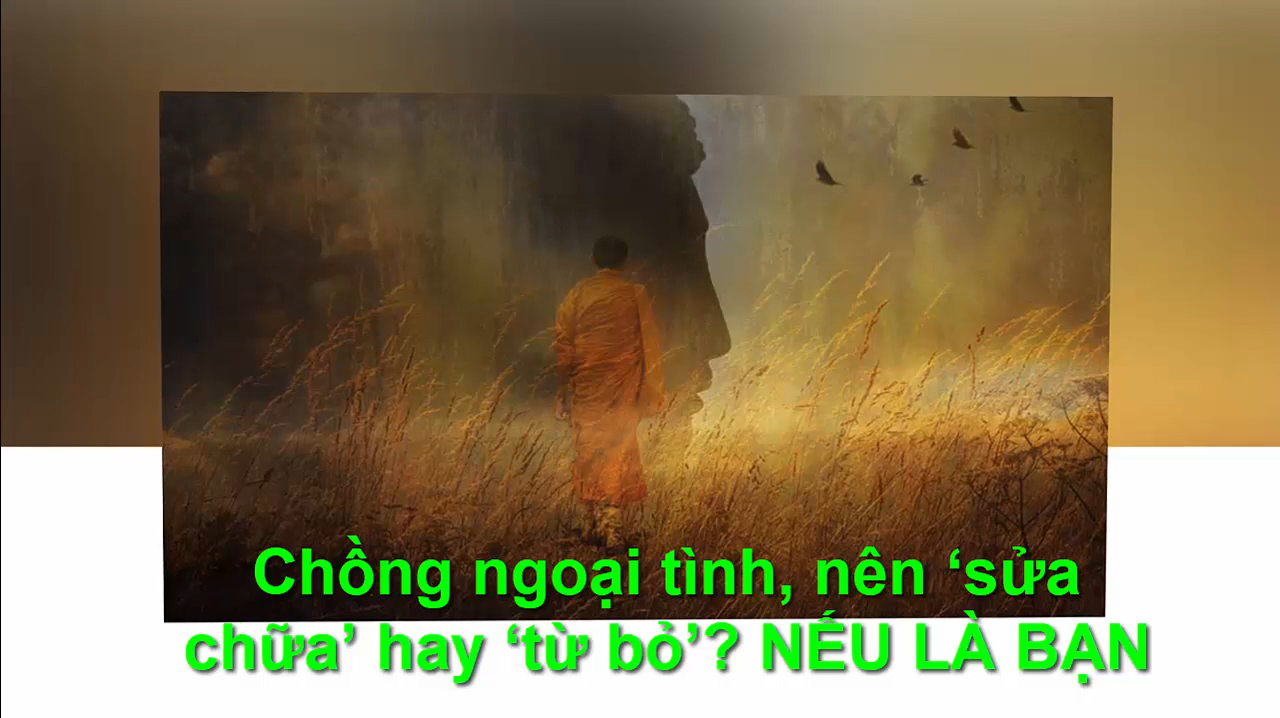 Chồng ngoại tình, nên ‘sửa
chữa’ hay ‘từ bỏ’? NẾU LÀ BẠN